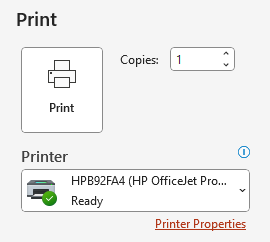 Print
Copies: 1
Print
Printer
HPB92FA4 (HP OfficeJet Pro...
Ready
Printer Properties